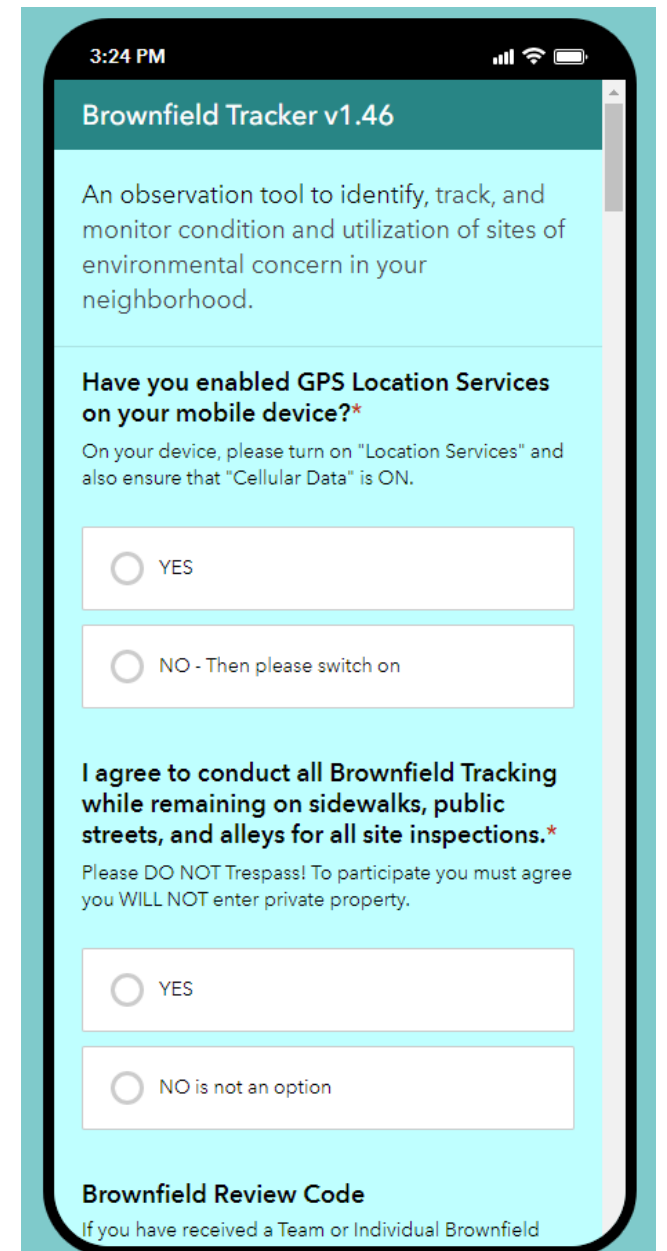 3:24 PM
Brownfield Tracker v1.46
An observation tool to identify, track, and
monitor condition and utilization of sites of
environmental concern in your
neighborhood.
Have you enabled GPS Location Services
on your mobile device?*
On your device, please turn on "Location Services" and
also ensure that "Cellular Data" is ON.
YES
NO - Then please switch on
I agree to conduct all Brownfield Tracking
while remaining on sidewalks, public
streets, and alleys for all site inspections.*
Please DO NOT Trespass! To participate you must agree
you WILL NOT enter private property.
YES
NO is not an option
Brownfield Review Code
If you have received a Team or Individual Brownfield